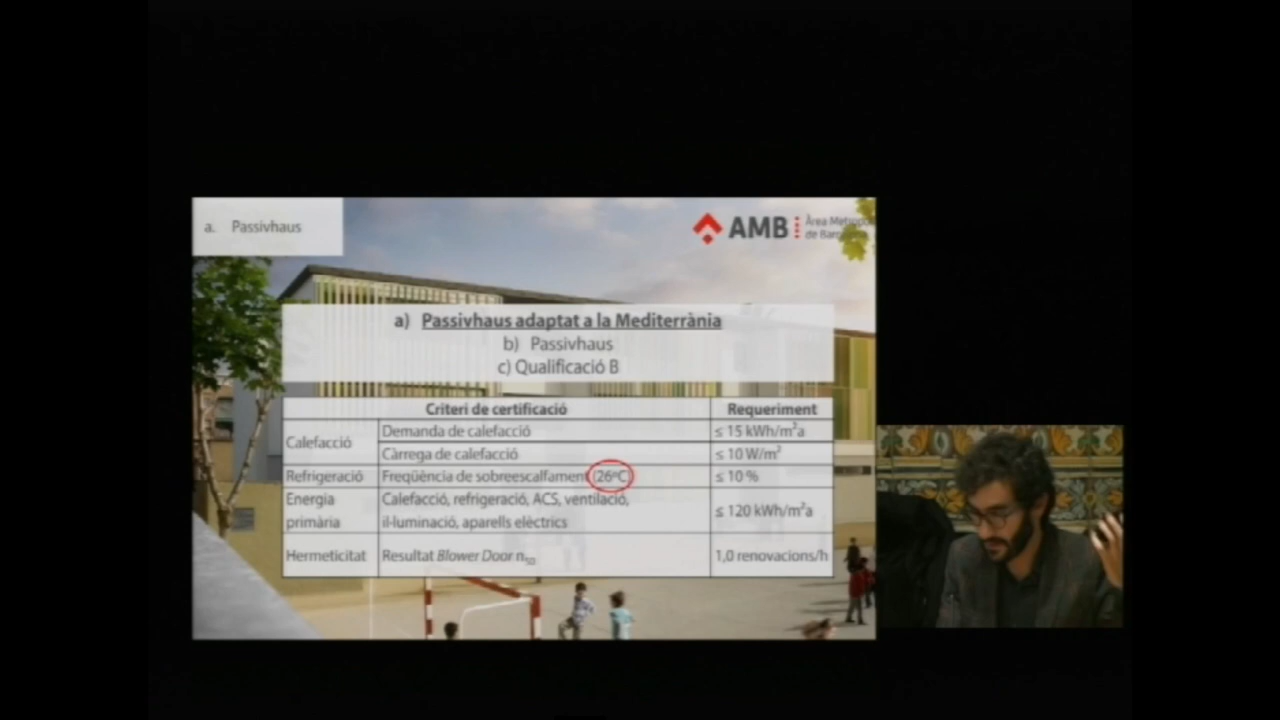 a. Passivhaus
AMB
Àrea
de
a) Passivhaus adaptat a la Mediterrània
b) Passivhaus
c) Qualificació B
Criteri de certificació Requeriment
Calefacció Demanda de calefacció ≤ 15 kWh/m²a
Càrrega de calefacció ≤ 10 W/m²
Refrigeració Freqüència de sobreescalfament (26ºC) ≤ 10 %
Energia primària Calefacció, refrigeració, ACS, ventilació,
il·luminació, aparells elèctrics ≤ 120 kWh/m²a
Hermeticitat Resultat Blower Door n50 1,0 renovacions/h